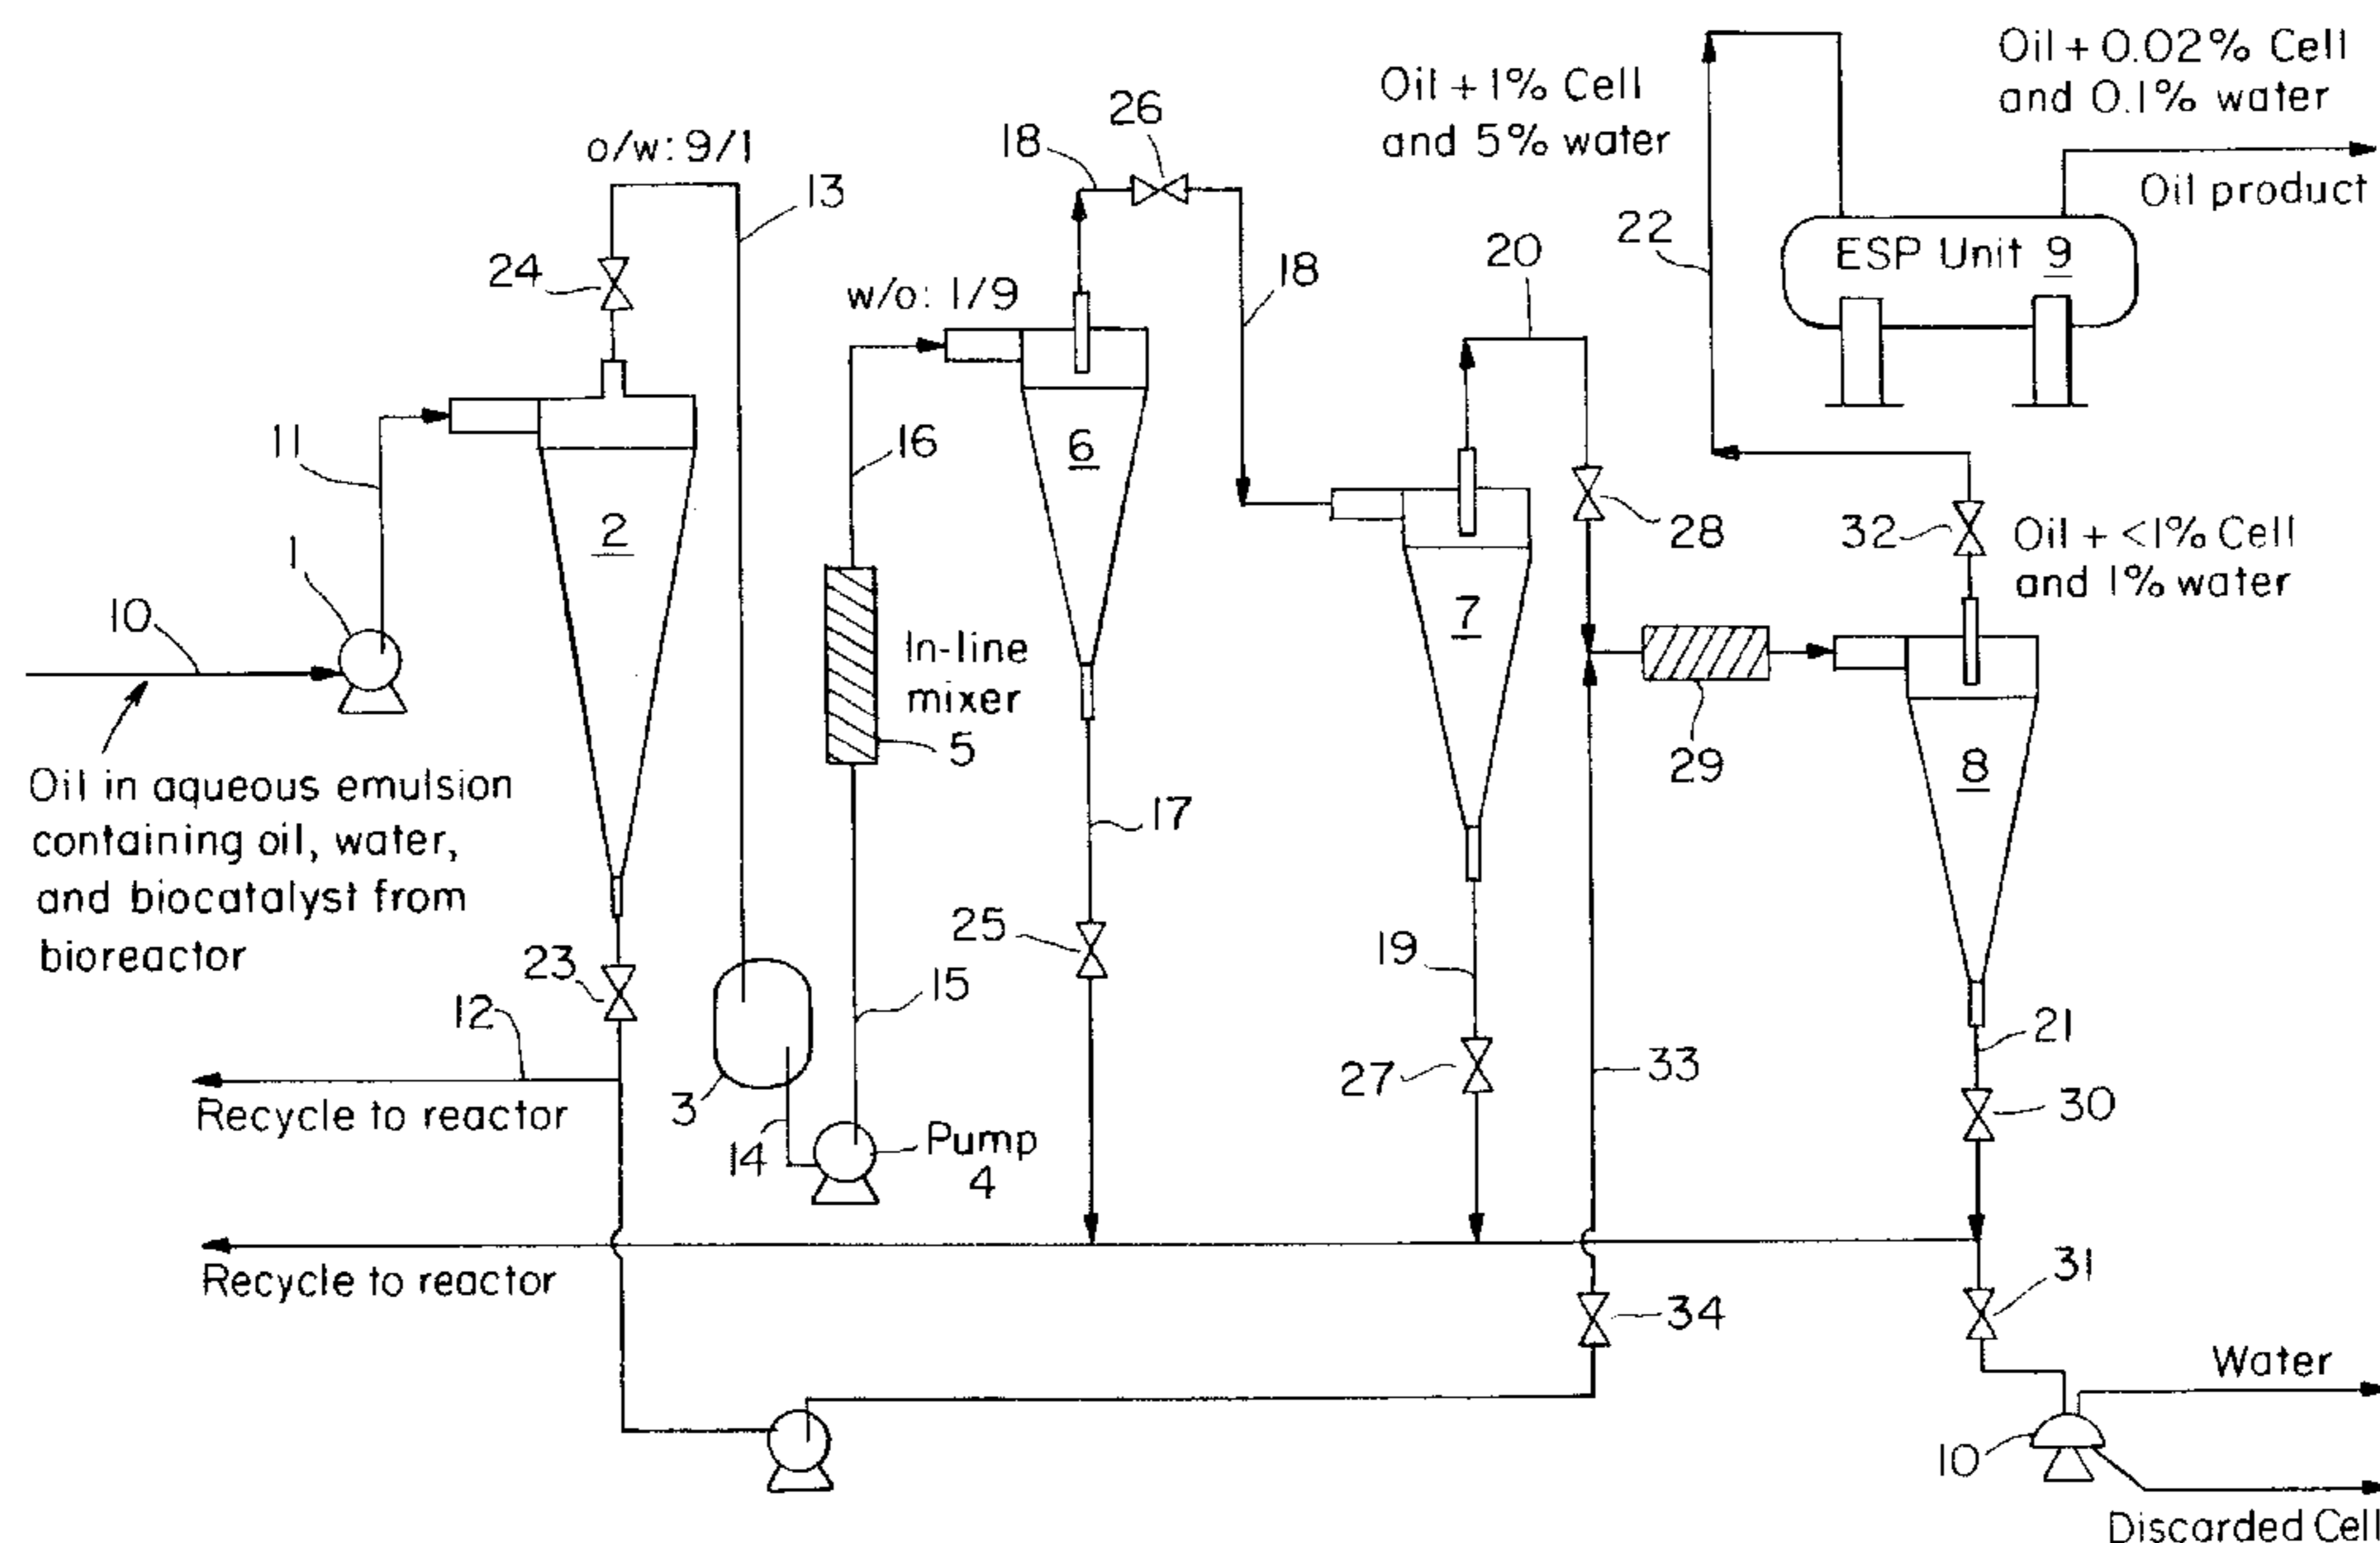 Oil + 0.02% Cell
and 0.1% water
Oil product
Oil + 1% Cell
and 5% water
26
18
o/w: 9/1
13
24
w/o: 1/9
18
20
22
ESP Unit 9
11
16
6
2
28
32
Oil + <1% Cell
and 1% water
1
10
7
In-line
mixer
5
29
8
Oil in aqueous emulsion
containing oil, water,
and biocatalyst from
bioreactor
17
25
23
12
15
19
21
33
27
30
Recycle to reactor
3
14
Pump
4
Recycle to reactor
31
34
Water
10
Discarded Cell